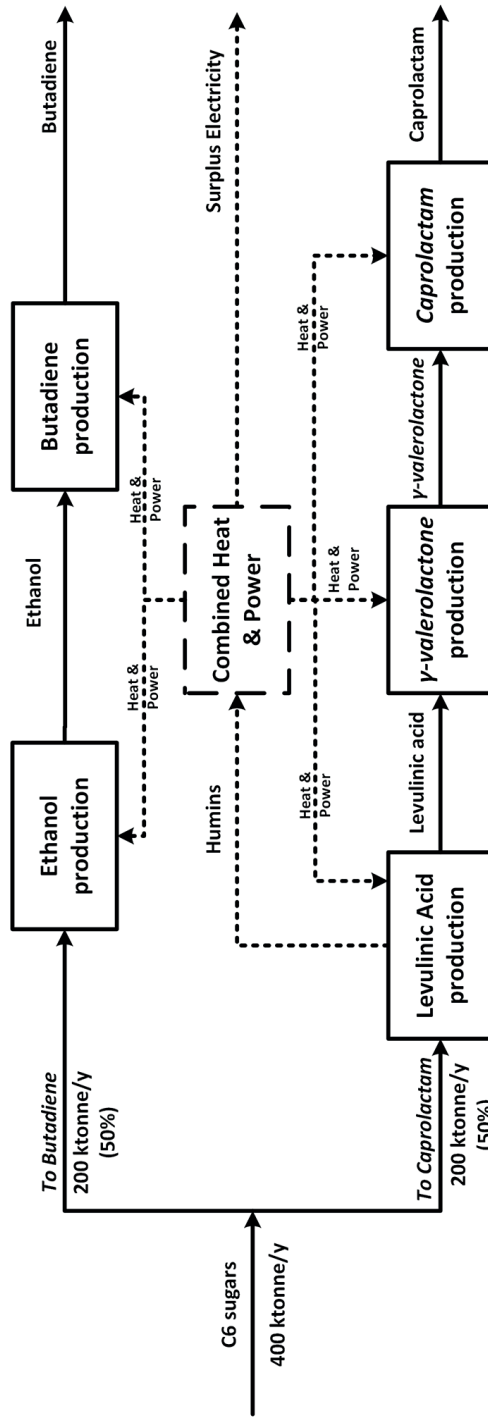 C6 sugars
400 ktonne/y
To Butadiene
200 ktonne/y
(50%)
Ethanol
production
Ethanol
Butadiene
production
Butadiene
Heat &
Power
Heat &
Power
Combined Heat
& Power
Surplus Electricity
Humins
Heat &
Power
Heat &
Power
Heat &
Power
To Caprolactam
200 ktonne/y
(50%)
Levulinic Acid
production
Levulinic acid
γ-valerolactone
production
γ-valerolactone
Caprolactam
production
Caprolactam